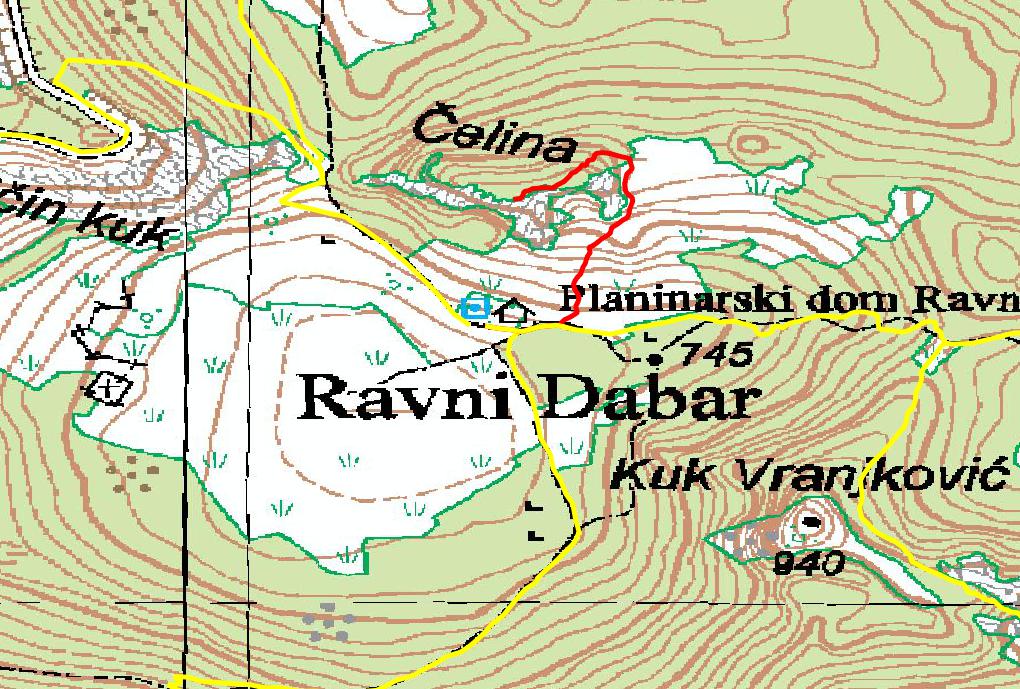 Čelina
čin kuk
Planinarski dom Ravn
745
Ravni Dabar
Kuk Vranjković
940